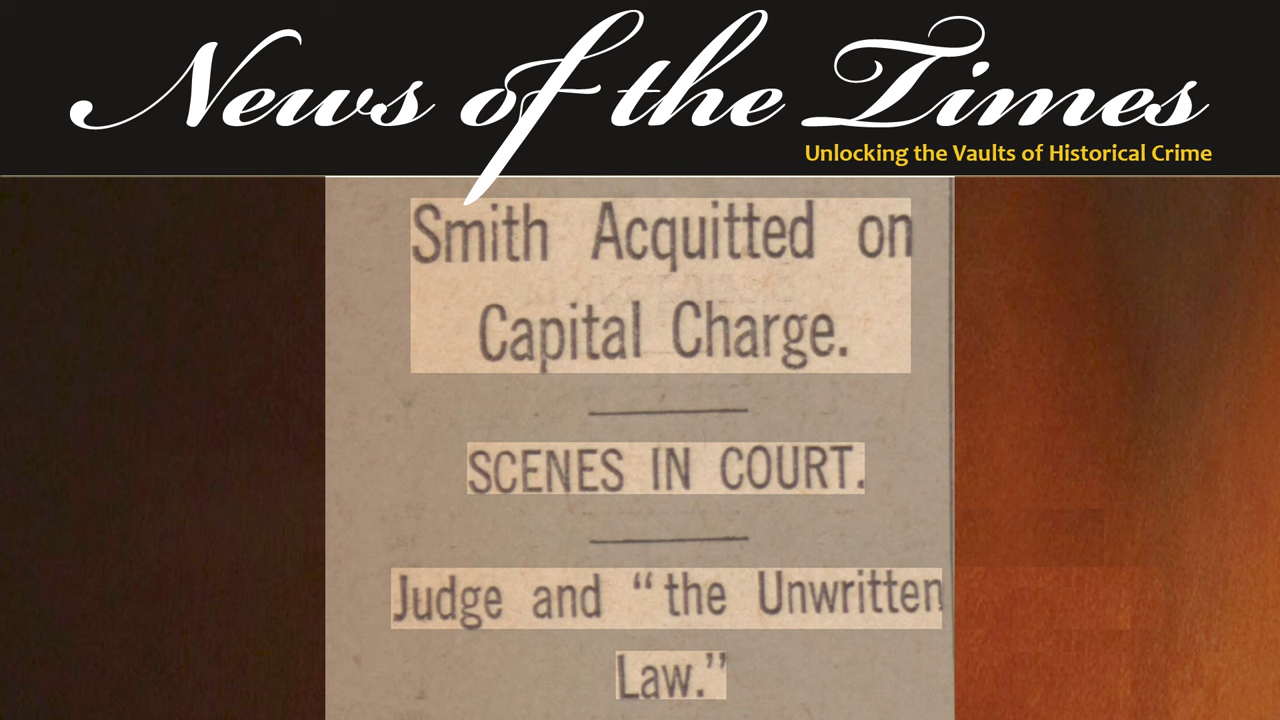 News of the Times
Unlocking the Vaults of Historical Crime
Smith Acquitted on
Capital Charge.
SCENES IN COURT.
Judge and “the Unwritten
Law.”